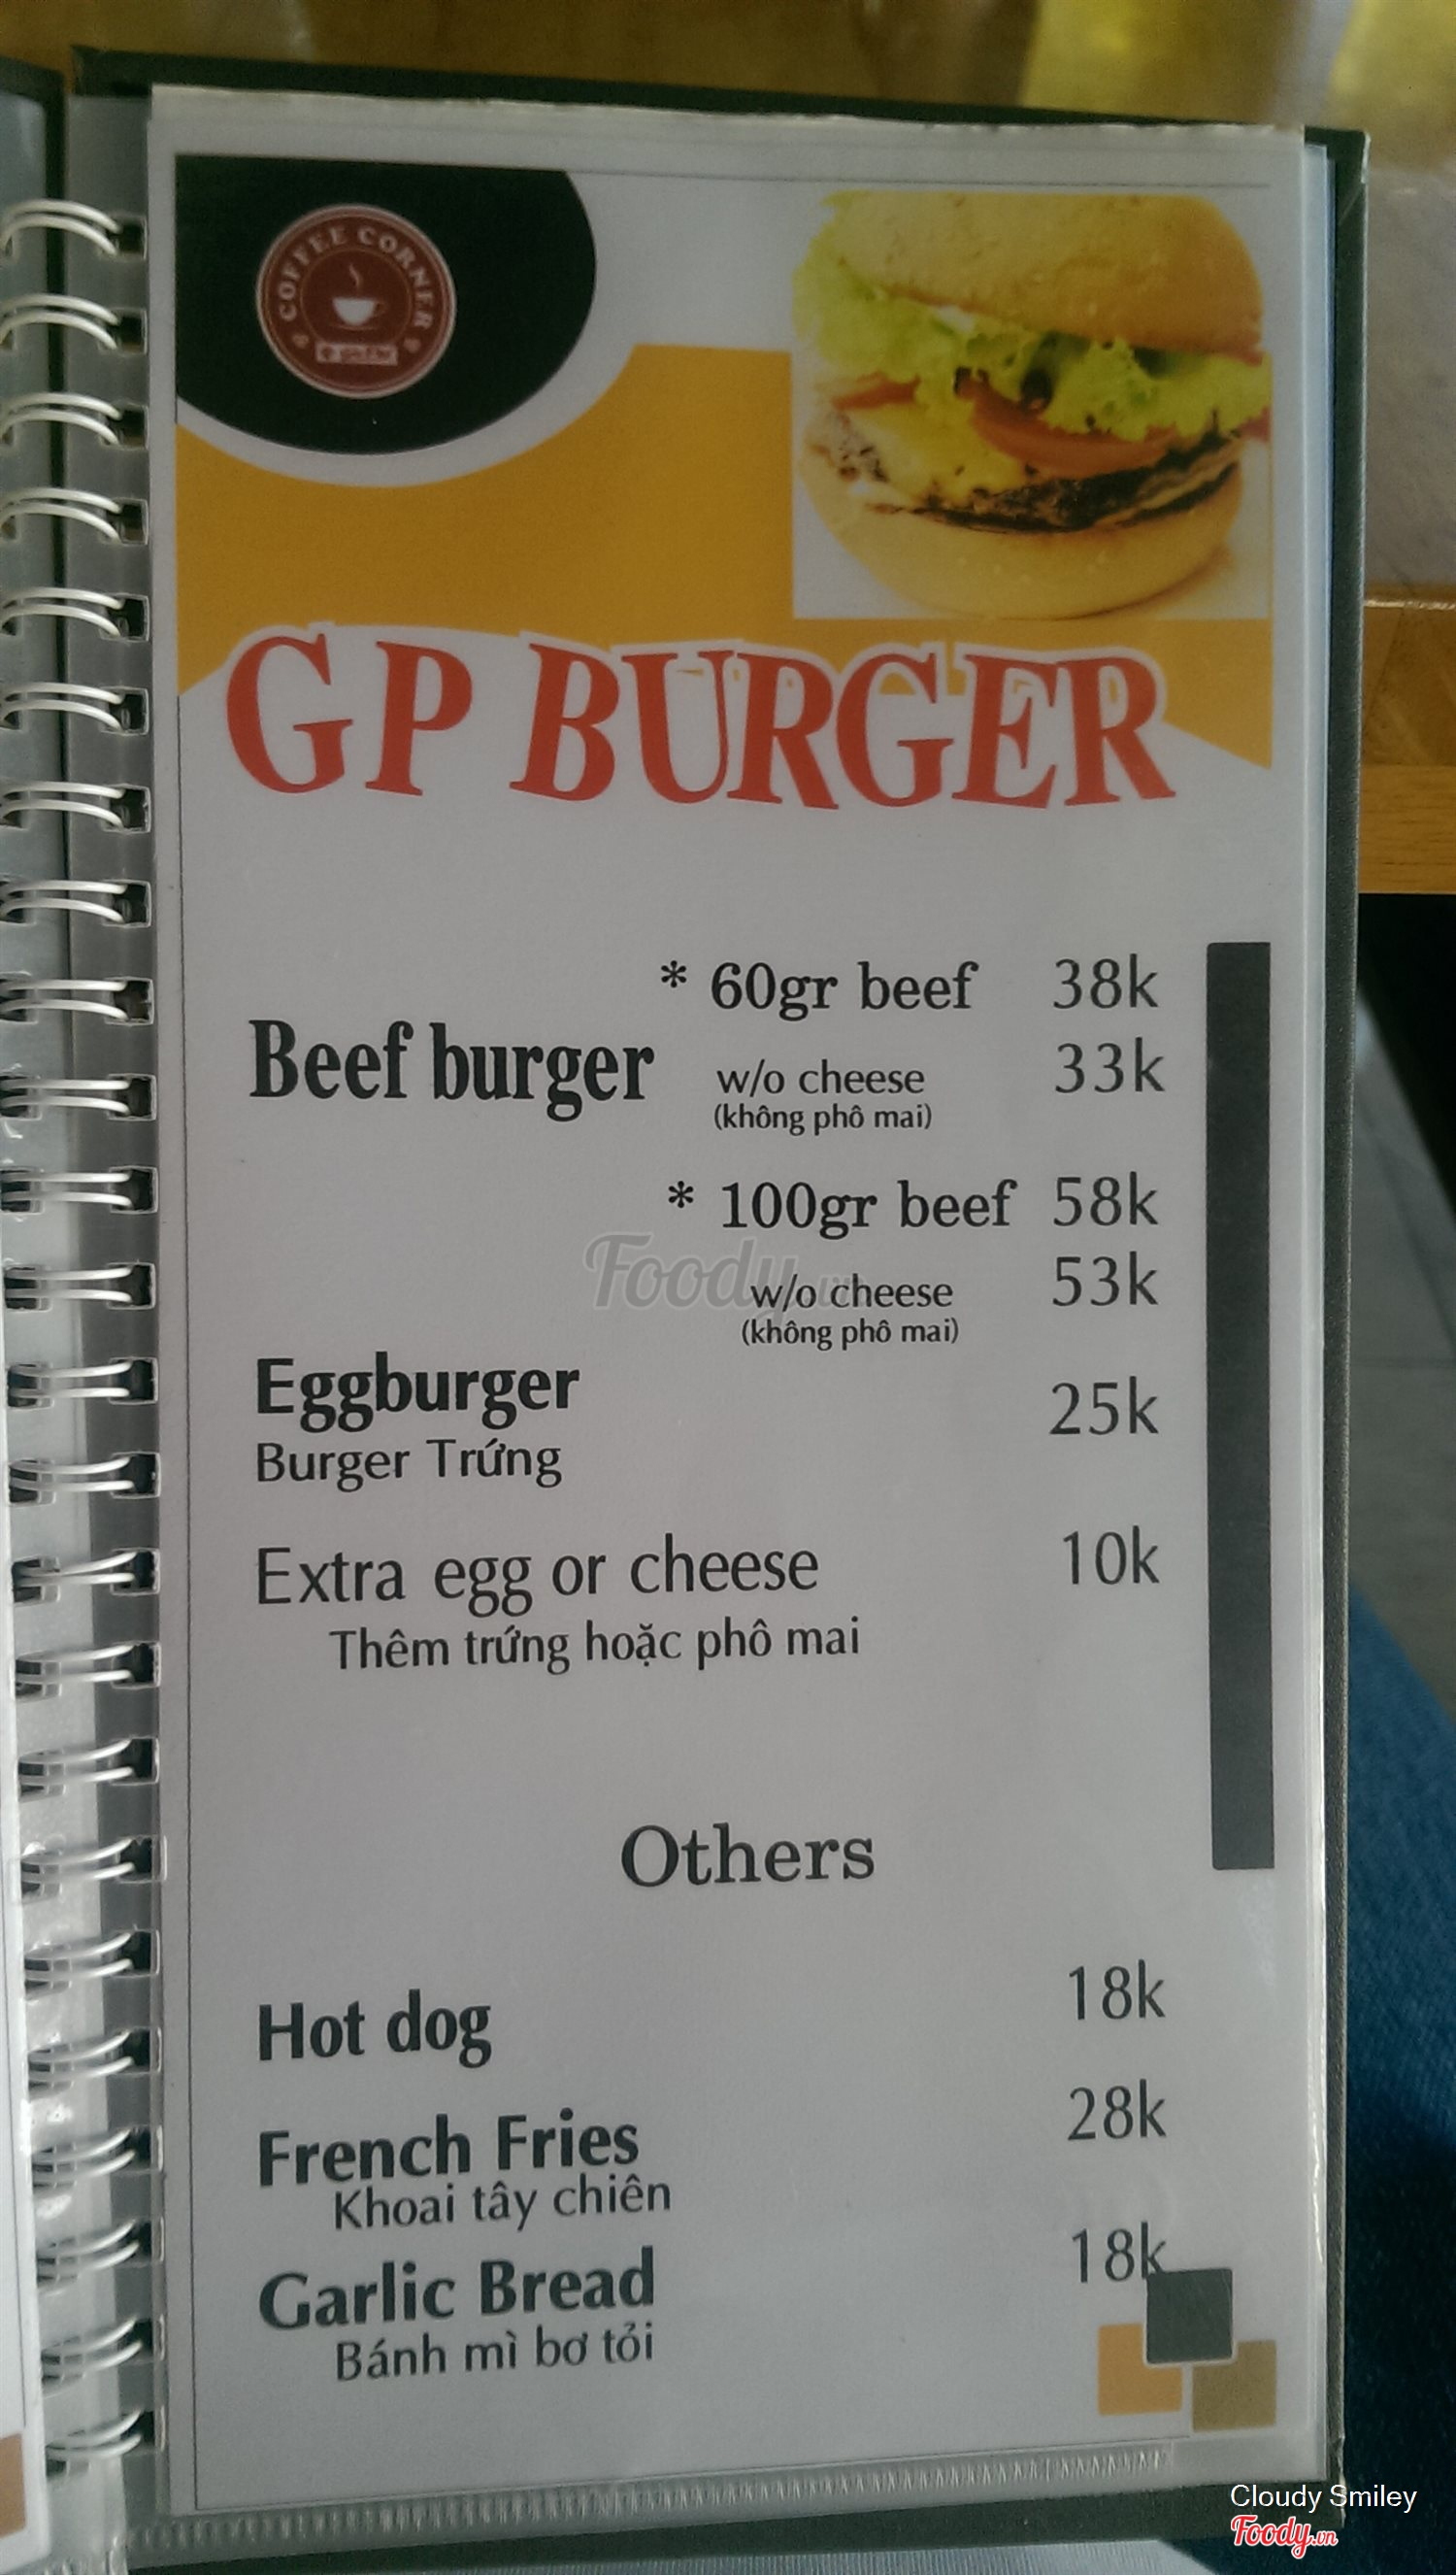 COFFEE CORNER
GP BURGER
* 60gr beef 38k
Beef burger w/o cheese 33k
(không phô mai)
* 100gr beef 58k
w/o cheese 53k
(không phô mai)
Eggburger 25k
Burger Trứng
Extra egg or cheese 10k
Thêm trứng hoặc phô mai
Others
Hot dog 18k
French Fries 28k
Khoai tây chiên
Garlic Bread 18k
Bánh mì bơ tỏi
Foody.vn
Cloudy Smiley
Foody.vn